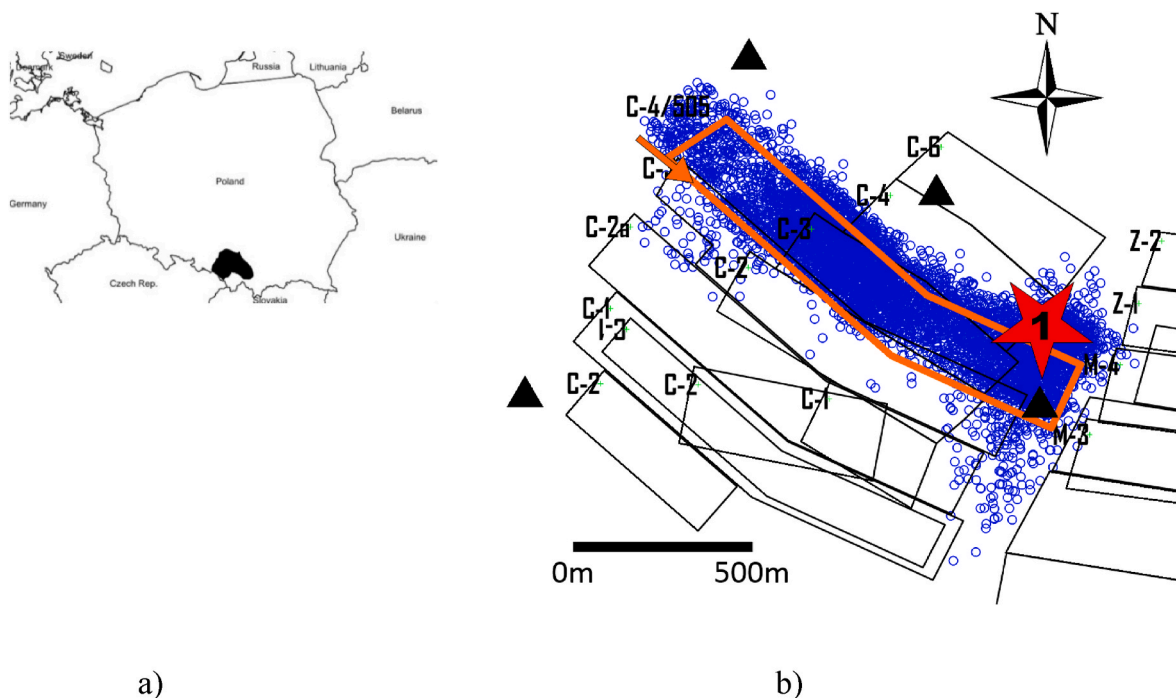 Sweden
Denmark
Russia
Lithuania
Belarus
Poland
Germany
Ukraine
Czech Rep.
Slovakia
N
C-4/505
C-6
C-
C-4
C-2a
C-3
Z-2
C-2
Z-1
C-1
1
I-3
M-4
C-2
C-2
C-1
M-3
0m
500m
a)
b)